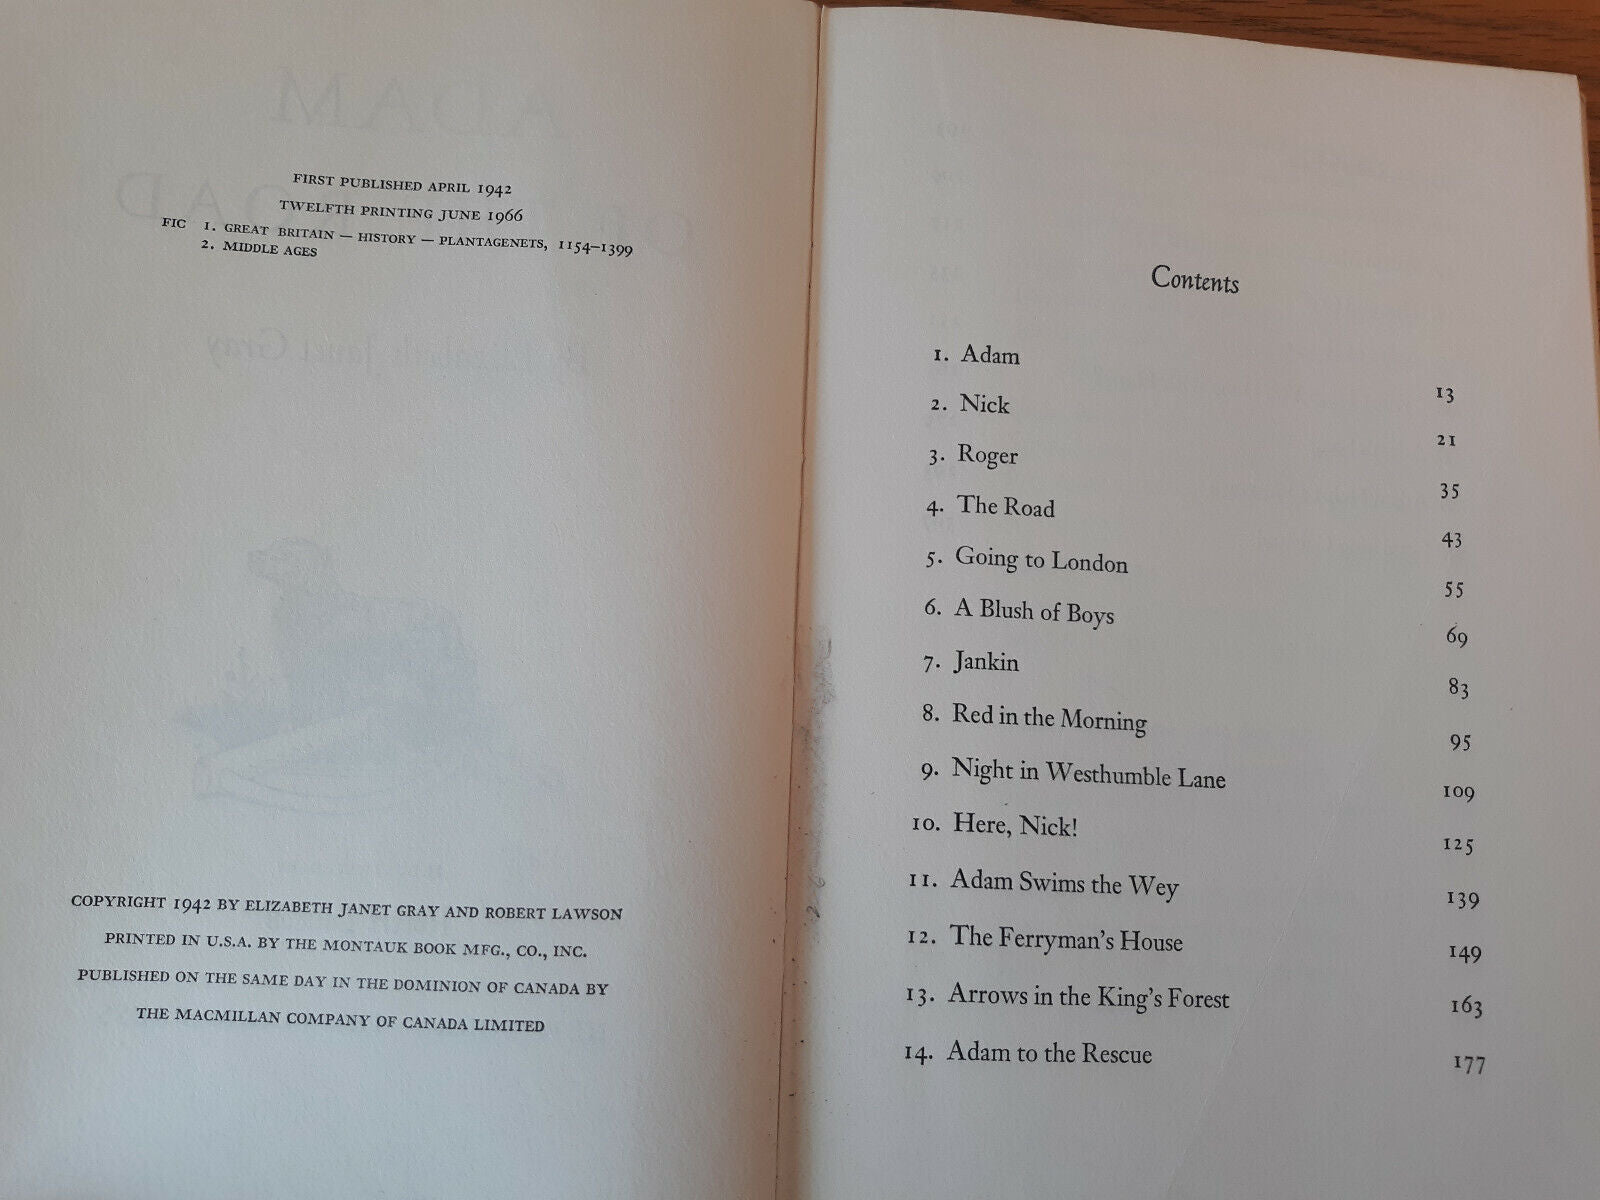 FIRST PUBLISHED APRIL 1942
TWELFTH PRINTING JUNE 1966
FIC 1. GREAT BRITAIN — HISTORY — PLANTAGENETS, 1154–1399
2. MIDDLE AGES
COPYRIGHT 1942 BY ELIZABETH JANET GRAY AND ROBERT LAWSON
PRINTED IN U.S.A. BY THE MONTAUK BOOK MFG., CO., INC.
PUBLISHED ON THE SAME DAY IN THE DOMINION OF CANADA BY
THE MACMILLAN COMPANY OF CANADA LIMITED
Contents
1. Adam 13
2. Nick 21
3. Roger 35
4. The Road 43
5. Going to London 55
6. A Blush of Boys 69
7. Jankin 83
8. Red in the Morning 95
9. Night in Westhumble Lane 109
10. Here, Nick! 125
11. Adam Swims the Wey 139
12. The Ferryman's House 149
13. Arrows in the King's Forest 163
14. Adam to the Rescue 177